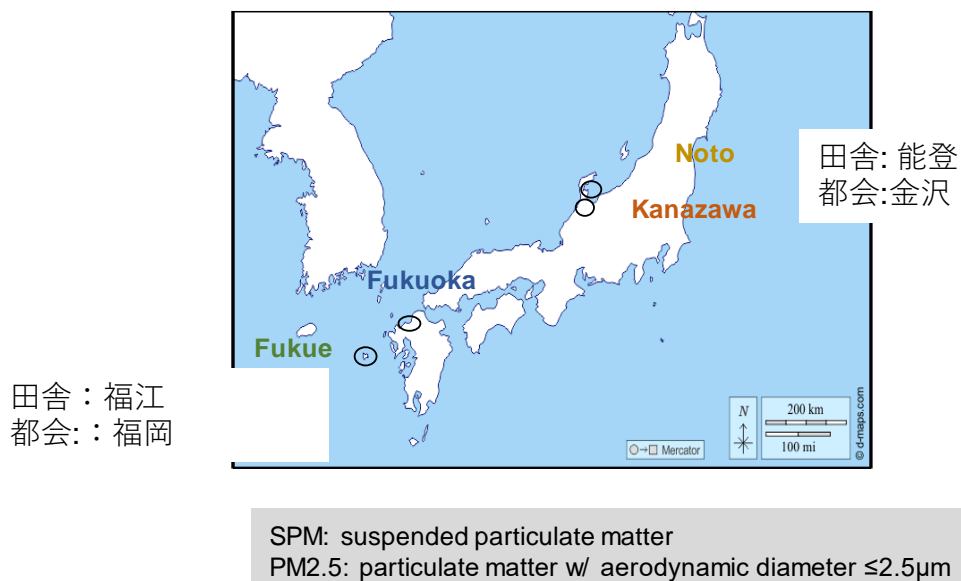 Noto
Kanazawa
田舎: 能登
都会:金沢
Fukuoka
Fukue
田舎：福江
都会:：福岡
N
200 km
100 mi
○→□ Mercator
© d-maps.com
SPM: suspended particulate matter
PM2.5: particulate matter w/ aerodynamic diameter ≤2.5μm